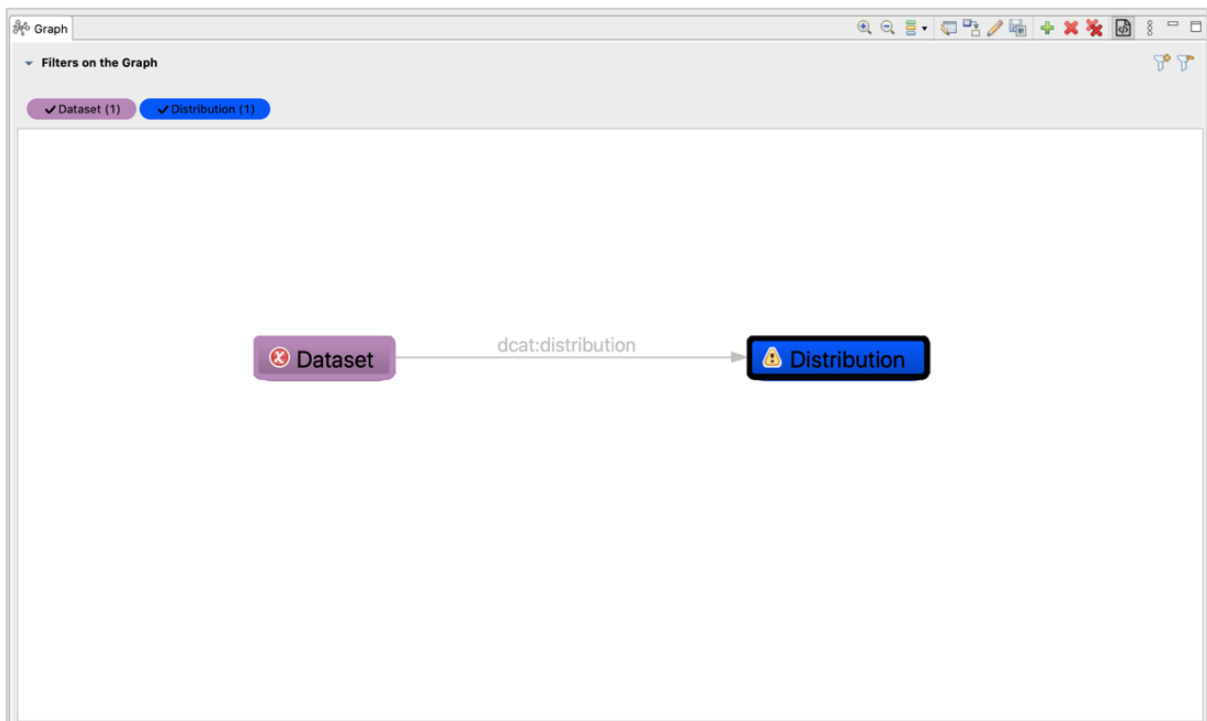 Graph
Filters on the Graph
Dataset (1) Distribution (1)
Dataset dcat:distribution Distribution